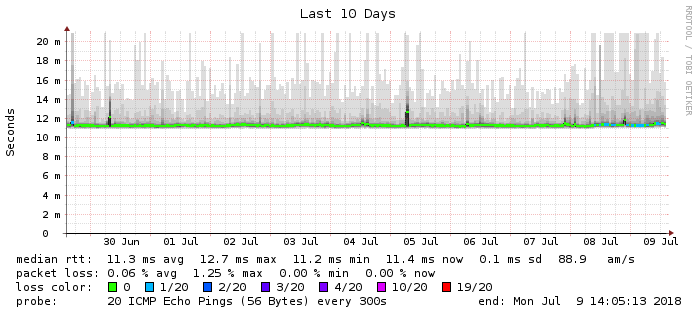 Last 10 Days
RRDTOOL / TOBI OETIKER
Seconds
20 m
18 m
16 m
14 m
12 m
10 m
8 m
6 m
4 m
2 m
0
30 Jun 01 Jul 02 Jul 03 Jul 04 Jul 05 Jul 06 Jul 07 Jul 08 Jul 09 Jul
median rtt: 11.3 ms avg 12.7 ms max 11.2 ms min 11.4 ms now 0.1 ms sd 88.9 am/s
packet loss: 0.06 % avg 1.25 % max 0.00 % min 0.00 % now
loss color: 0 1/20 2/20 3/20 4/20 10/20 19/20
probe: 20 ICMP Echo Pings (56 Bytes) every 300s end: Mon Jul 9 14:05:13 2018